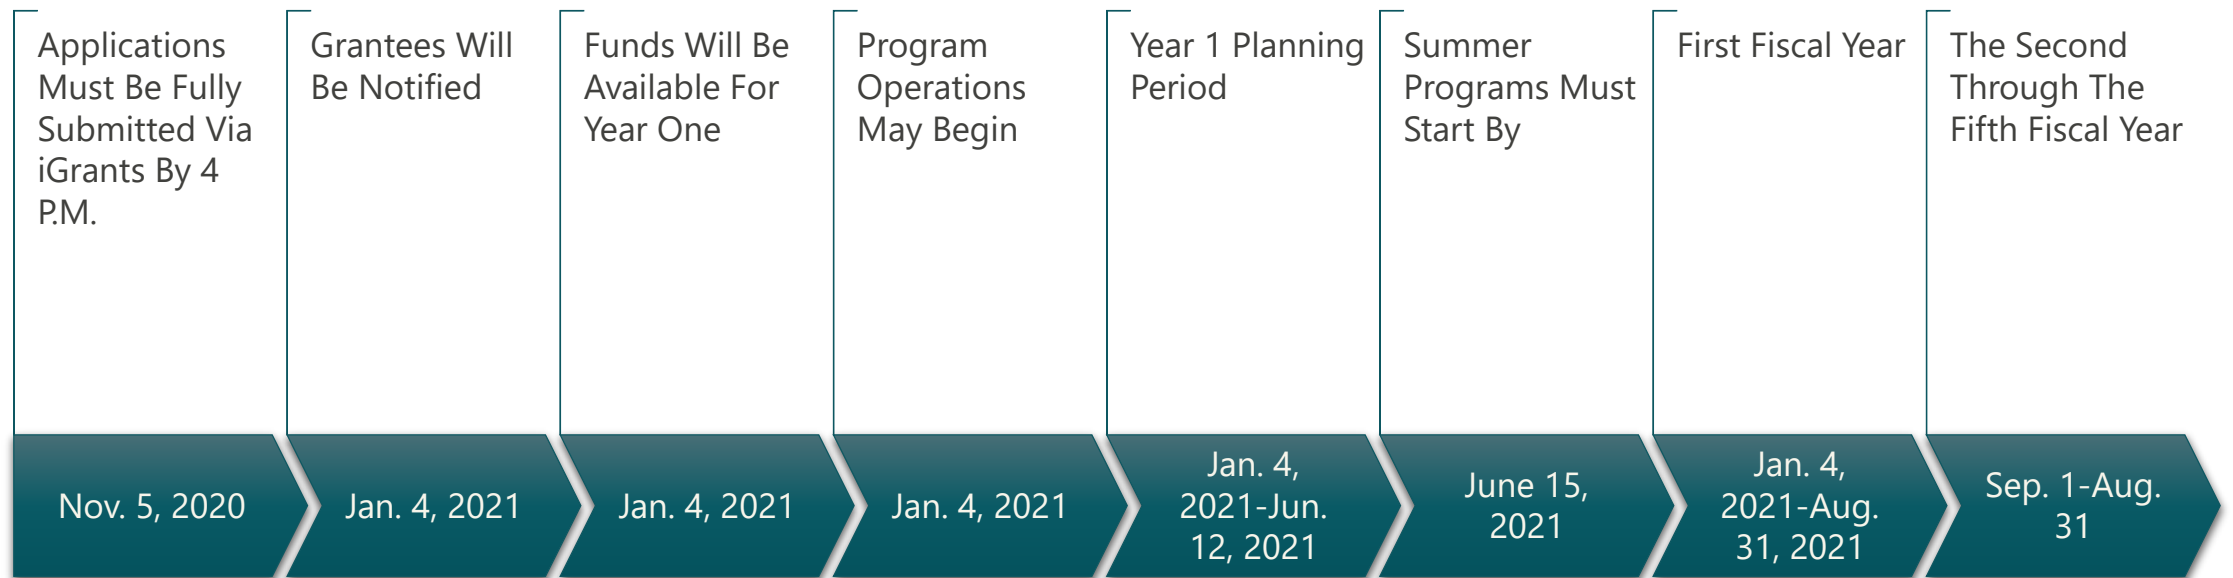 Applications
Must Be Fully
Submitted Via
iGrants By 4
P.M.
Grantees Will
Be Notified
Funds Will Be
Available For
Year One
Program
Operations
May Begin
Year 1 Planning
Period
Summer
Programs Must
Start By
First Fiscal Year
The Second
Through The
Fifth Fiscal Year
Nov. 5, 2020
Jan. 4, 2021
Jan. 4, 2021
Jan. 4, 2021
Jan. 4,
2021-Jun.
12, 2021
June 15,
2021
Jan. 4,
2021-Aug.
31, 2021
Sep. 1-Aug.
31